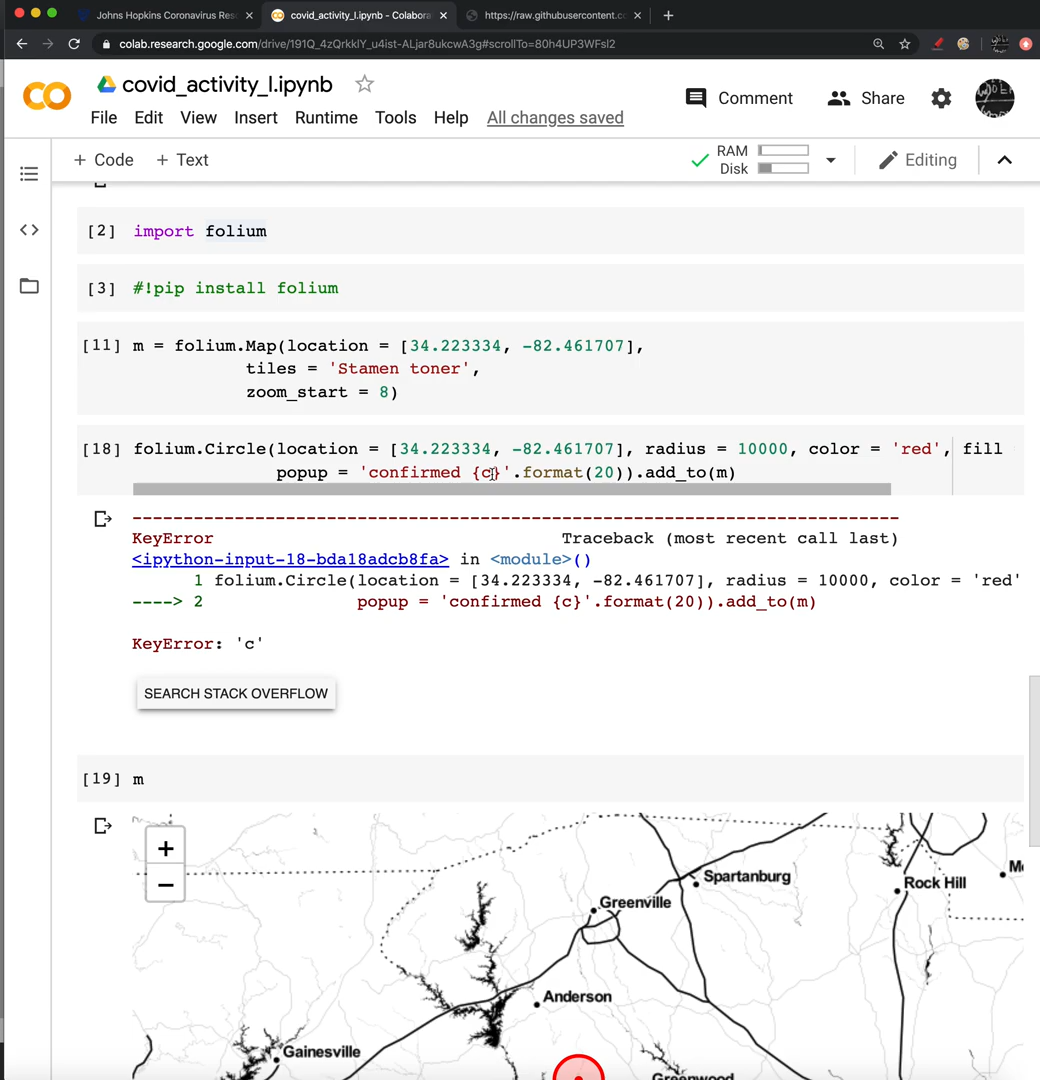 Johns Hopkins Coronavirus Res
covid_activity_I.ipynb - Colabora
https://raw.githubusercontent.c
colab.research.google.com/drive/191Q_4zQrkklY_u4ist-ALjar8ukcwA3g#scrollTo=80h4UP3WFsl2
covid_activity_I.ipynb
Comment
Share
File Edit View Insert Runtime Tools Help All changes saved
+ Code + Text
RAM
Disk
Editing
[2] import folium
[3] #!pip install folium
[11] m = folium.Map(location = [34.223334, -82.461707],
tiles = 'Stamen toner',
zoom_start = 8)
[18] folium.Circle(location = [34.223334, -82.461707], radius = 10000, color = 'red', fill
popup = 'confirmed {c}'.format(20)).add_to(m)
---------------------------------------------------------------------------
KeyError Traceback (most recent call last)
<ipython-input-18-bda18adcb8fa> in <module>()
1 folium.Circle(location = [34.223334, -82.461707], radius = 10000, color = 'red'
----> 2 popup = 'confirmed {c}'.format(20)).add_to(m)
KeyError: 'c'
SEARCH STACK OVERFLOW
[19] m
+
−
Spartanburg
Rock Hill
Greenville
Anderson
Gainesville
Greenwood